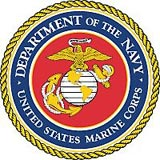 DEPARTMENT OF THE NAVY
UNITED STATES MARINE CORPS